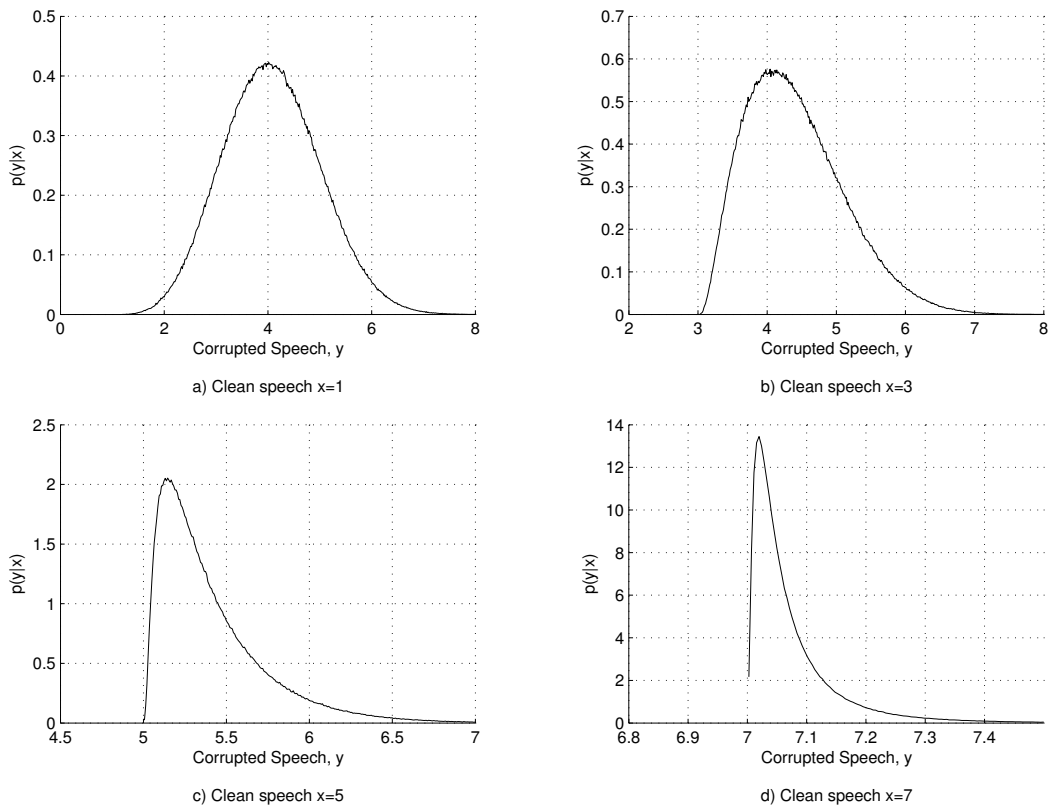 0.5
0.4
0.3
0.2
0.1
0
p(y|x)
0 2 4 6 8
Corrupted Speech, y
a) Clean speech x=1
0.7
0.6
0.5
0.4
0.3
0.2
0.1
0
p(y|x)
2 3 4 5 6 7 8
Corrupted Speech, y
b) Clean speech x=3
2.5
2
1.5
1
0.5
0
p(y|x)
4.5 5 5.5 6 6.5 7
Corrupted Speech, y
c) Clean speech x=5
14
12
10
8
6
4
2
0
p(y|x)
6.8 6.9 7 7.1 7.2 7.3 7.4
Corrupted Speech, y
d) Clean speech x=7